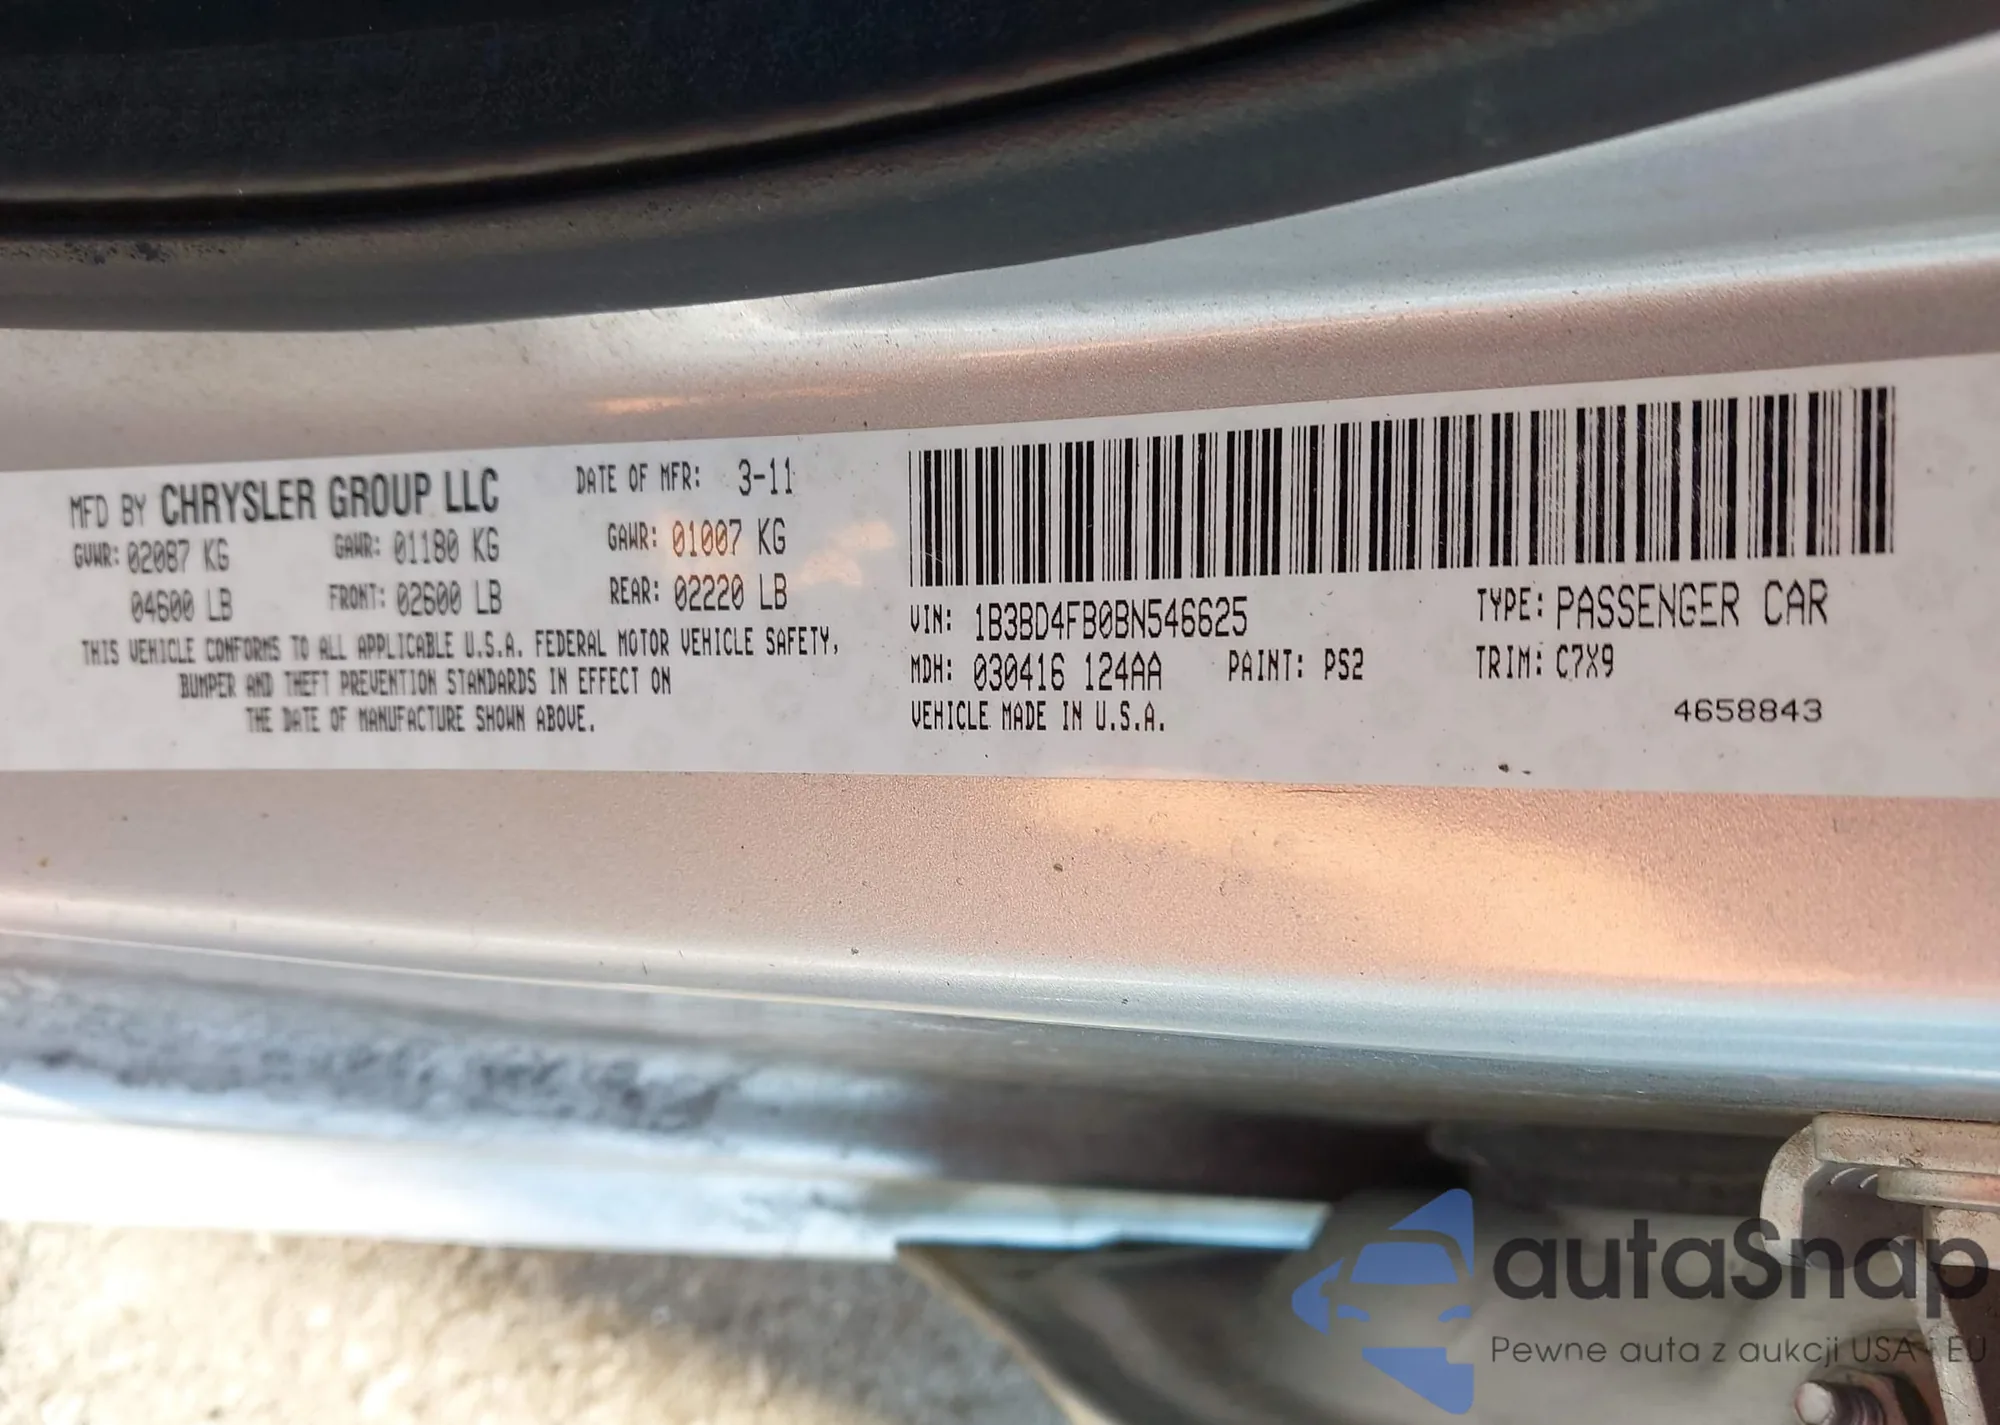 MFD BY CHRYSLER GROUP LLC DATE OF MFR: 3-11
GVWR: 02087 KG GAWR: 01180 KG GAWR: 01007 KG
04600 LB FRONT: 02600 LB REAR: 02220 LB
THIS VEHICLE CONFORMS TO ALL APPLICABLE U.S.A. FEDERAL MOTOR VEHICLE SAFETY,
BUMPER AND THEFT PREVENTION STANDARDS IN EFFECT ON
THE DATE OF MANUFACTURE SHOWN ABOVE.
VIN: 1B3BD4FB0BN546625 TYPE: PASSENGER CAR
MDH: 030416 124AA PAINT: PS2 TRIM: C7X9
VEHICLE MADE IN U.S.A. 4658843
autaSnap
Pewne auta z aukcji USA i EU